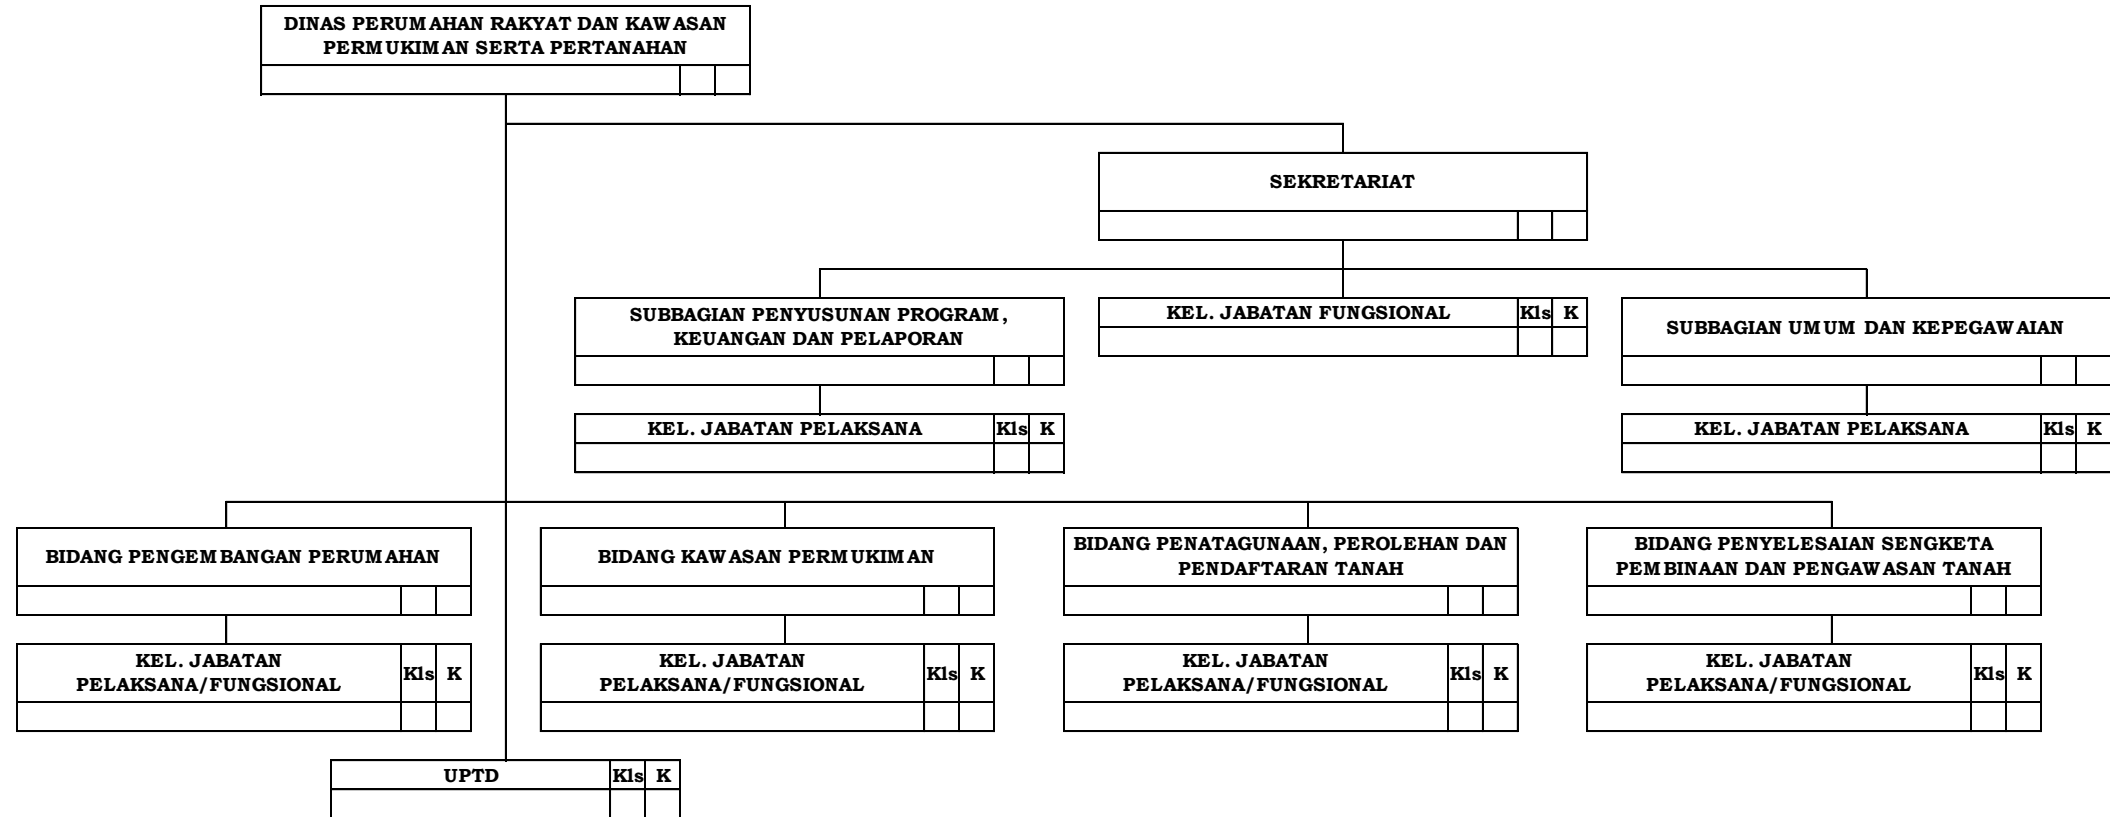 DINAS PERUMAHAN RAKYAT DAN KAWASAN
PERMUKIMAN SERTA PERTANAHAN
SEKRETARIAT
SUBBAGIAN PENYUSUNAN PROGRAM,
KEUANGAN DAN PELAPORAN
KEL. JABATAN FUNGSIONAL Kls K
SUBBAGIAN UMUM DAN KEPEGAWAIAN
KEL. JABATAN PELAKSANA Kls K
KEL. JABATAN PELAKSANA Kls K
BIDANG PENGEMBANGAN PERUMAHAN
BIDANG KAWASAN PERMUKIMAN
BIDANG PENATAGUNAAN, PEROLEHAN DAN
PENDAFTARAN TANAH
BIDANG PENYELESAIAN SENGKETA
PEMBINAAN DAN PENGAWASAN TANAH
KEL. JABATAN
PELAKSANA/FUNGSIONAL Kls K
KEL. JABATAN
PELAKSANA/FUNGSIONAL Kls K
KEL. JABATAN
PELAKSANA/FUNGSIONAL Kls K
KEL. JABATAN
PELAKSANA/FUNGSIONAL Kls K
UPTD Kls K